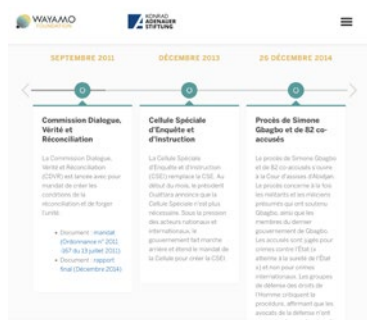 WAYAMO
FOUNDATION
KONRAD
ADENAUER
STIFTUNG
SEPTEMBRE 2011
DÉCEMBRE 2013
26 DÉCEMBRE 2014
Commission Dialogue,
Vérité et
Réconciliation
La Commission Dialogue,
Vérité et Réconciliation
(CDVR) est lancée avec pour
mandat de créer les
conditions de la
réconciliation et de forger
l'unité.
Document : mandat
(Ordonnance n° 2011
-167 du 13 juillet 2011)
Document : rapport
final (Décembre 2014)
Cellule Spéciale
d'Enquête et
d'Instruction
La Cellule Spéciale
d'Enquête et d'Instruction
(CSEI) remplace la CSE. Au
début du mois, le président
Ouattara annonce que la
Cellule Spéciale n'est plus
nécessaire. Sous la pression
des acteurs nationaux et
internationaux, le
gouvernement fait marche
arrière et étend le mandat de
la Cellule pour créer la CSEI.
Procès de Simone
Gbagbo et de 82 co-
accusés
Le procès de Simone Gbagbo
et de 82 co-accusés s'ouvre
à la Cour d'assises d'Abidjan.
Le procès concerne à la fois
les militants et les miliciens
présumés qui ont soutenu
Gbagbo, ainsi que les
membres du dernier
gouvernement de Gbagbo.
Les accusés sont jugés pour
crimes contre l'État («
atteinte à la sureté de l'État
») et non pour crimes
internationaux. Les groupes
de défense des droits de
l'Homme critiquent la
procédure, affirmant que les
avocats de la défense n'ont